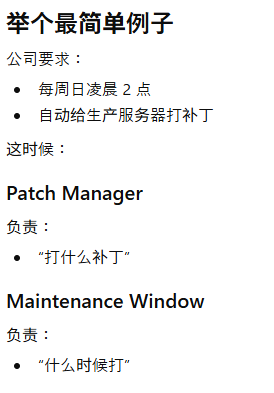 举个最简单例子
公司要求：
• 每周日凌晨 2 点
• 自动给生产服务器打补丁
这时候：
Patch Manager
负责：
• “打什么补丁”
Maintenance Window
负责：
• “什么时候打”